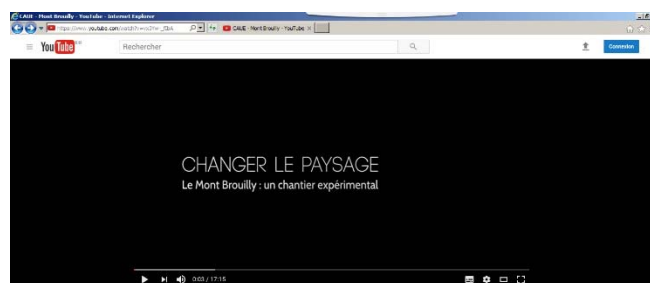 CAUE - Mont Brouilly - YouTube - Internet Explorer
CAUE - Mont Brouilly - YouTube
YouTube
Rechercher
Connexion
CHANGER LE PAYSAGE
Le Mont Brouilly : un chantier expérimental
0:03 / 17:15